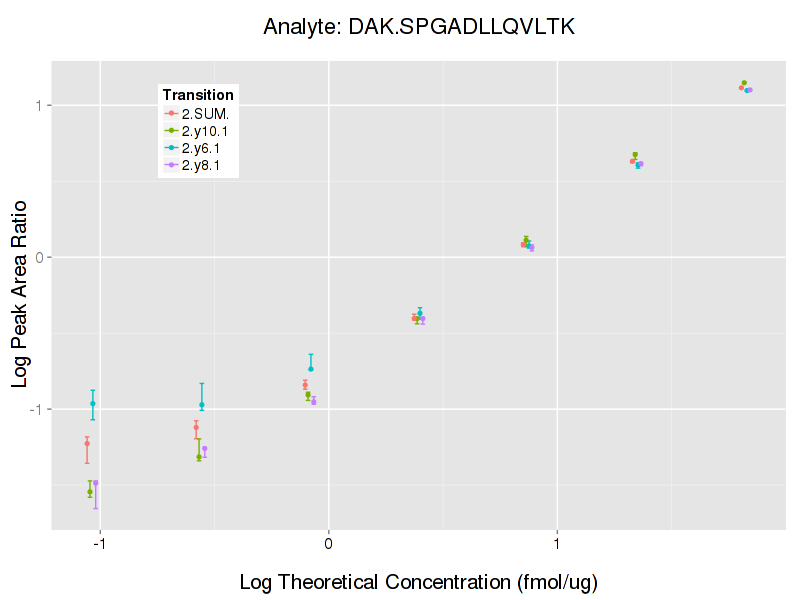 Analyte: DAK.SPGADLLQVLTK
Transition
2.SUM.
2.y10.1
2.y6.1
2.y8.1
1
0
-1
Log Peak Area Ratio
-1
0
1
Log Theoretical Concentration (fmol/ug)